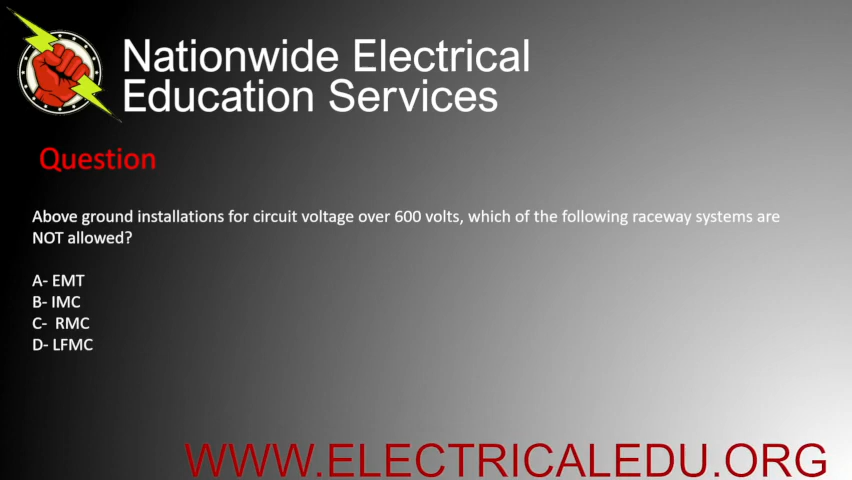 Nationwide Electrical
Education Services
Question
Above ground installations for circuit voltage over 600 volts, which of the following raceway systems are
NOT allowed?
A- EMT
B- IMC
C-  RMC
D- LFMC
WWW.ELECTRICALEDU.ORG